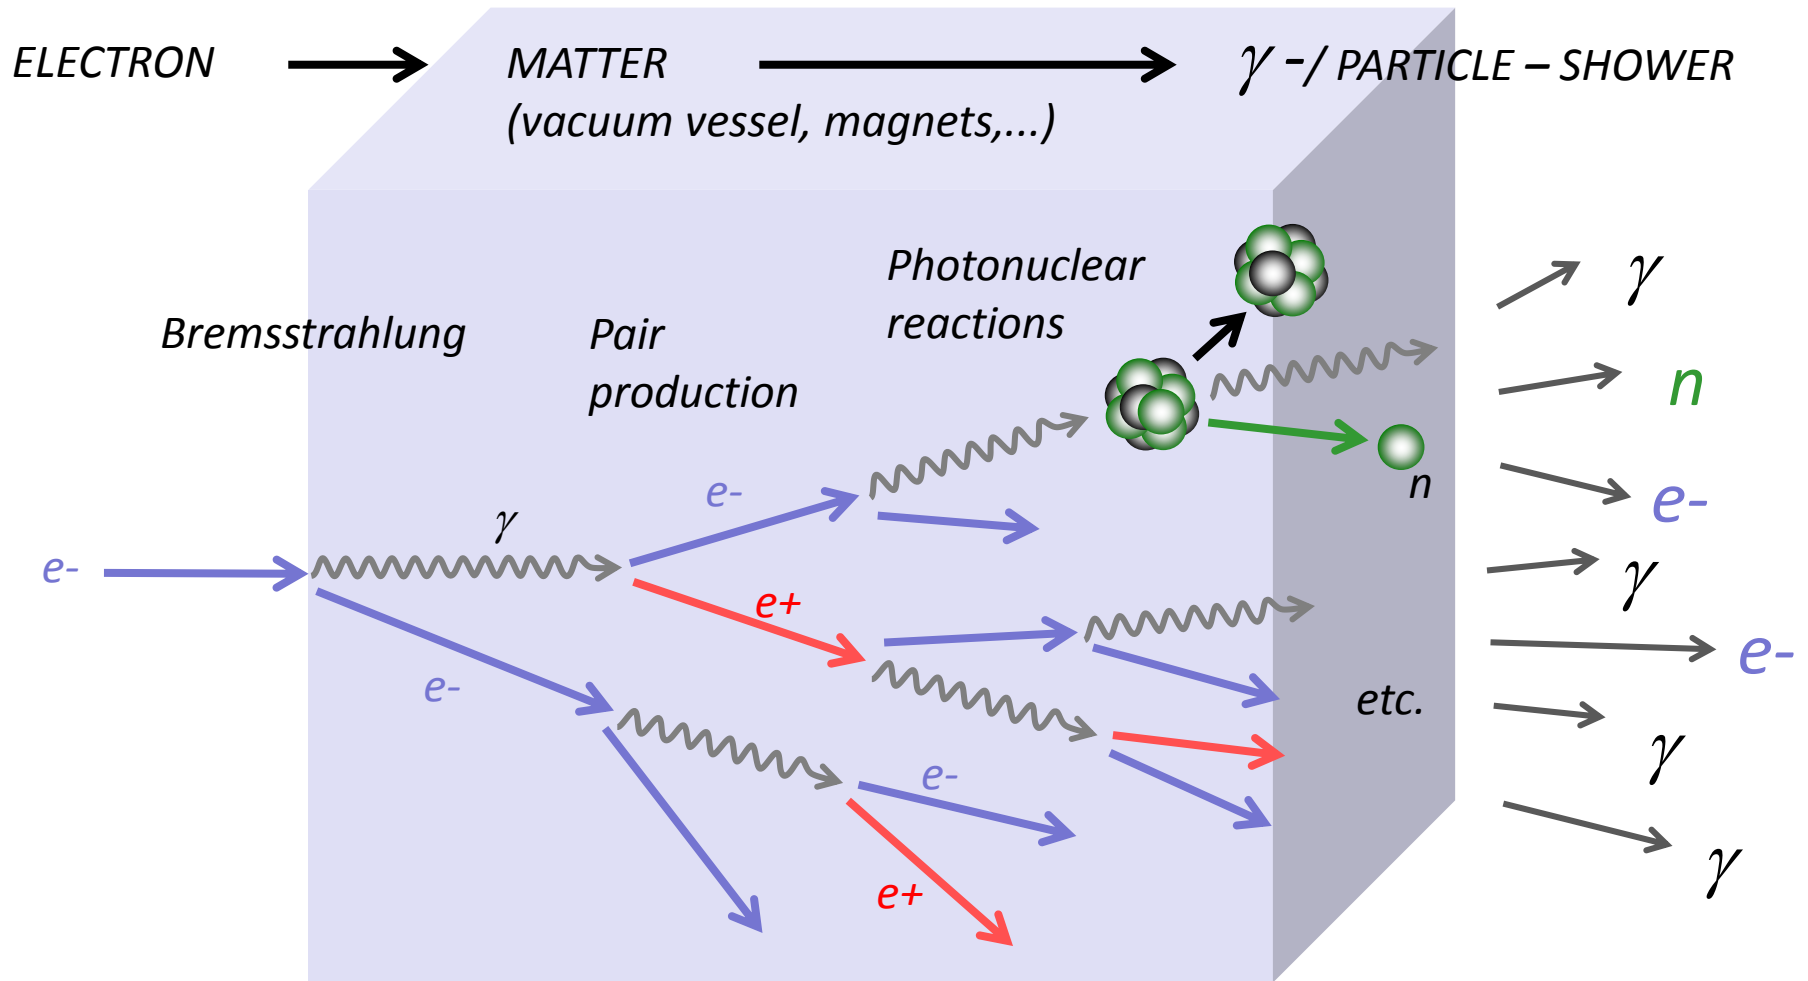 ELECTRON
MATTER
(vacuum vessel, magnets,...)
γ -/ PARTICLE – SHOWER
Bremsstrahlung
Pair
production
Photonuclear
reactions
e-
γ
e-
e-
e+
e-
e+
n
etc.
γ
n
e-
γ
e-
γ
γ